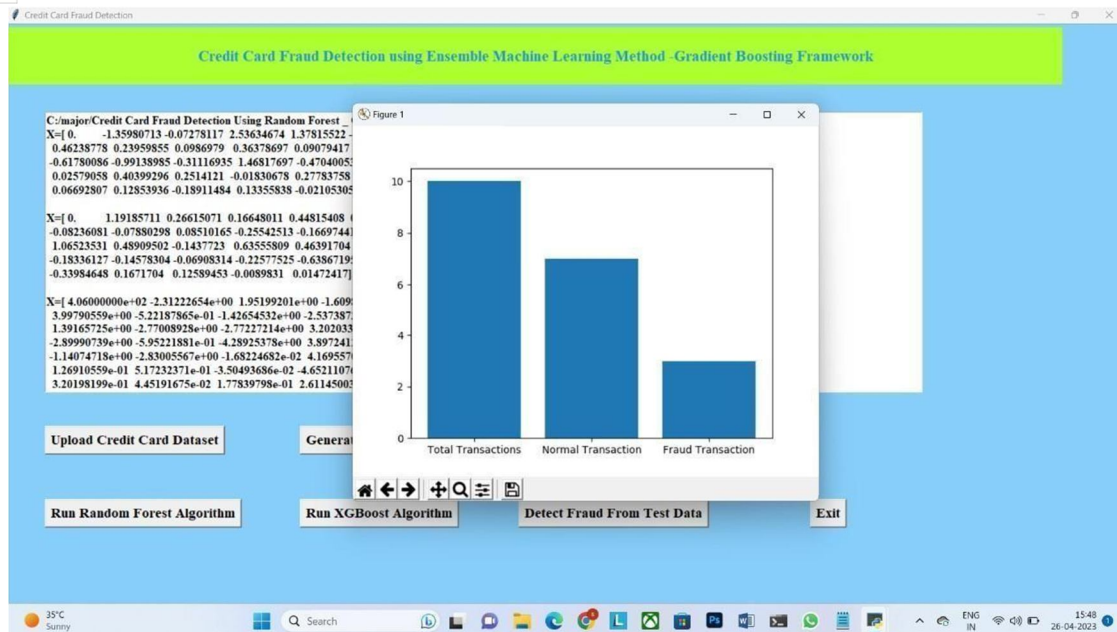 Credit Card Fraud Detection
Credit Card Fraud Detection using Ensemble Machine Learning Method -Gradient Boosting Framework
C:/major/Credit Card Fraud Detection Using Random Forest _
X=[ 0. -1.35980713 -0.07278117 2.53634674 1.37815522 -
0.46238778 0.23959855 0.0986979 0.36378697 0.09079417
-0.61780086 -0.99138985 -0.31116935 1.46817697 -0.4704005
0.02579058 0.40399296 0.2514121 -0.01830678 0.27783758
0.06692807 0.12853936 -0.18911484 0.13355838 -0.02105305
X=[ 0. 1.19185711 0.26615071 0.16648011 0.44815408
-0.08236081 -0.07880298 0.08510165 -0.25542513 -0.1669744
1.06523531 0.48909502 -0.1437723 0.63555809 0.46391704
-0.18336127 -0.14578304 -0.06908314 -0.22577525 -0.6386719
-0.33984648 0.1671704 0.12589453 -0.0089831 0.01472417]
X=[ 4.06000000e+02 -2.31222654e+00 1.95199201e+00 -1.609
3.99790559e+00 -5.22187865e-01 -1.42654532e+00 -2.537387
1.39165725e+00 -2.77008928e+00 -2.77227214e+00 3.202033
-2.89990739e+00 -5.95221881e-01 -4.28925378e+00 3.89724
-1.14074718e+00 -2.83005567e+00 -1.68224682e-02 4.16955
1.26910559e-01 5.17232371e-01 -3.50493686e-02 -4.6521107
3.20198199e-01 4.45191675e-02 1.77839798e-01 2.6114500
Figure 1
10
8
6
4
2
0
Total Transactions Normal Transaction Fraud Transaction
Upload Credit Card Dataset
Genera
Run Random Forest Algorithm
Run XGBoost Algorithm
Detect Fraud From Test Data
Exit
35°C
Sunny
Search
ENG
IN
15:48
26-04-2023